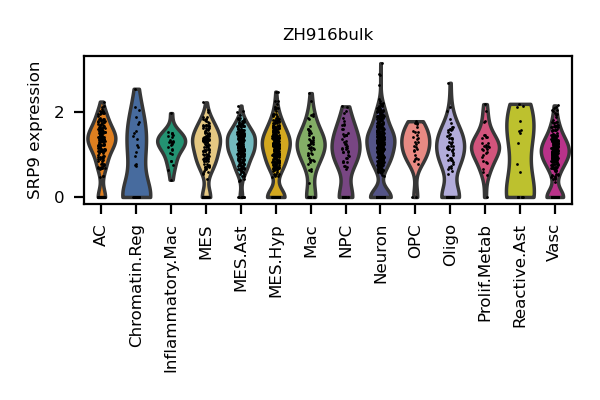 ZH916bulk
SRP9 expression
2
0
AC
Chromatin.Reg
Inflammatory.Mac
MES
MES.Ast
MES.Hyp
Mac
NPC
Neuron
OPC
Oligo
Prolif.Metab
Reactive.Ast
Vasc